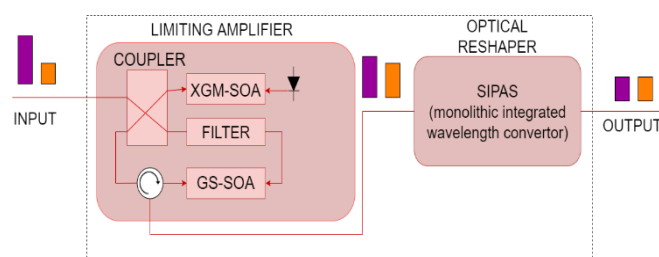 LIMITING AMPLIFIER
OPTICAL
RESHAPER
COUPLER
XGM-SOA
FILTER
GS-SOA
INPUT
SIPAS
(monolithic integrated
wavelength convertor)
OUTPUT